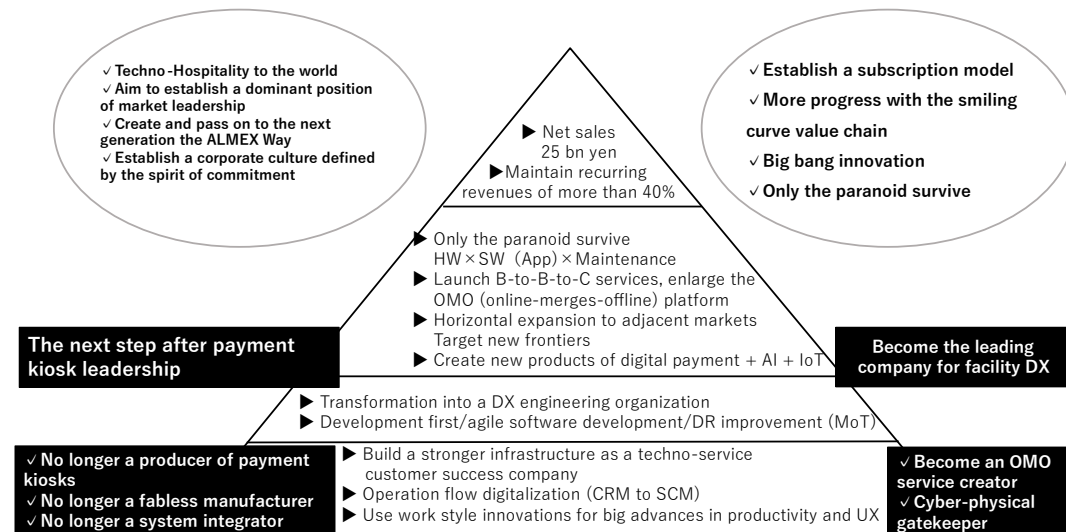 ✓ Techno-Hospitality to the world
✓ Aim to establish a dominant position
of market leadership
✓ Create and pass on to the next
generation the ALMEX Way
✓ Establish a corporate culture defined
by the spirit of commitment
✓ Establish a subscription model
✓ More progress with the smiling
curve value chain
✓ Big bang innovation
✓ Only the paranoid survive
▶ Net sales
25 bn yen
▶ Maintain recurring
revenues of more than 40%
▶ Only the paranoid survive
HW×SW (App)×Maintenance
▶ Launch B-to-B-to-C services, enlarge the
OMO (online-merges-offline) platform
▶ Horizontal expansion to adjacent markets
Target new frontiers
▶ Create new products of digital payment + AI + IoT
The next step after payment
kiosk leadership
Become the leading
company for facility DX
▶ Transformation into a DX engineering organization
▶ Development first/agile software development/DR improvement (MoT)
✓ No longer a producer of payment
kiosks
✓ No longer a fabless manufacturer
✓ No longer a system integrator
▶ Build a stronger infrastructure as a techno-service
customer success company
▶ Operation flow digitalization (CRM to SCM)
▶ Use work style innovations for big advances in productivity and UX
✓ Become an OMO
service creator
✓ Cyber-physical
gatekeeper